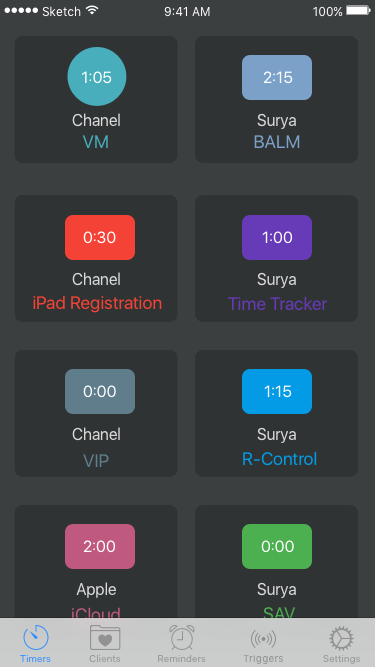 Sketch 9:41 AM 100%
1:05 2:15
Chanel Surya
VM BALM
0:30 1:00
Chanel Surya
iPad Registration Time Tracker
0:00 1:15
Chanel Surya
VIP R-Control
2:00 0:00
Apple Surya
iCloud SAV
Timers Clients Reminders Triggers Settings